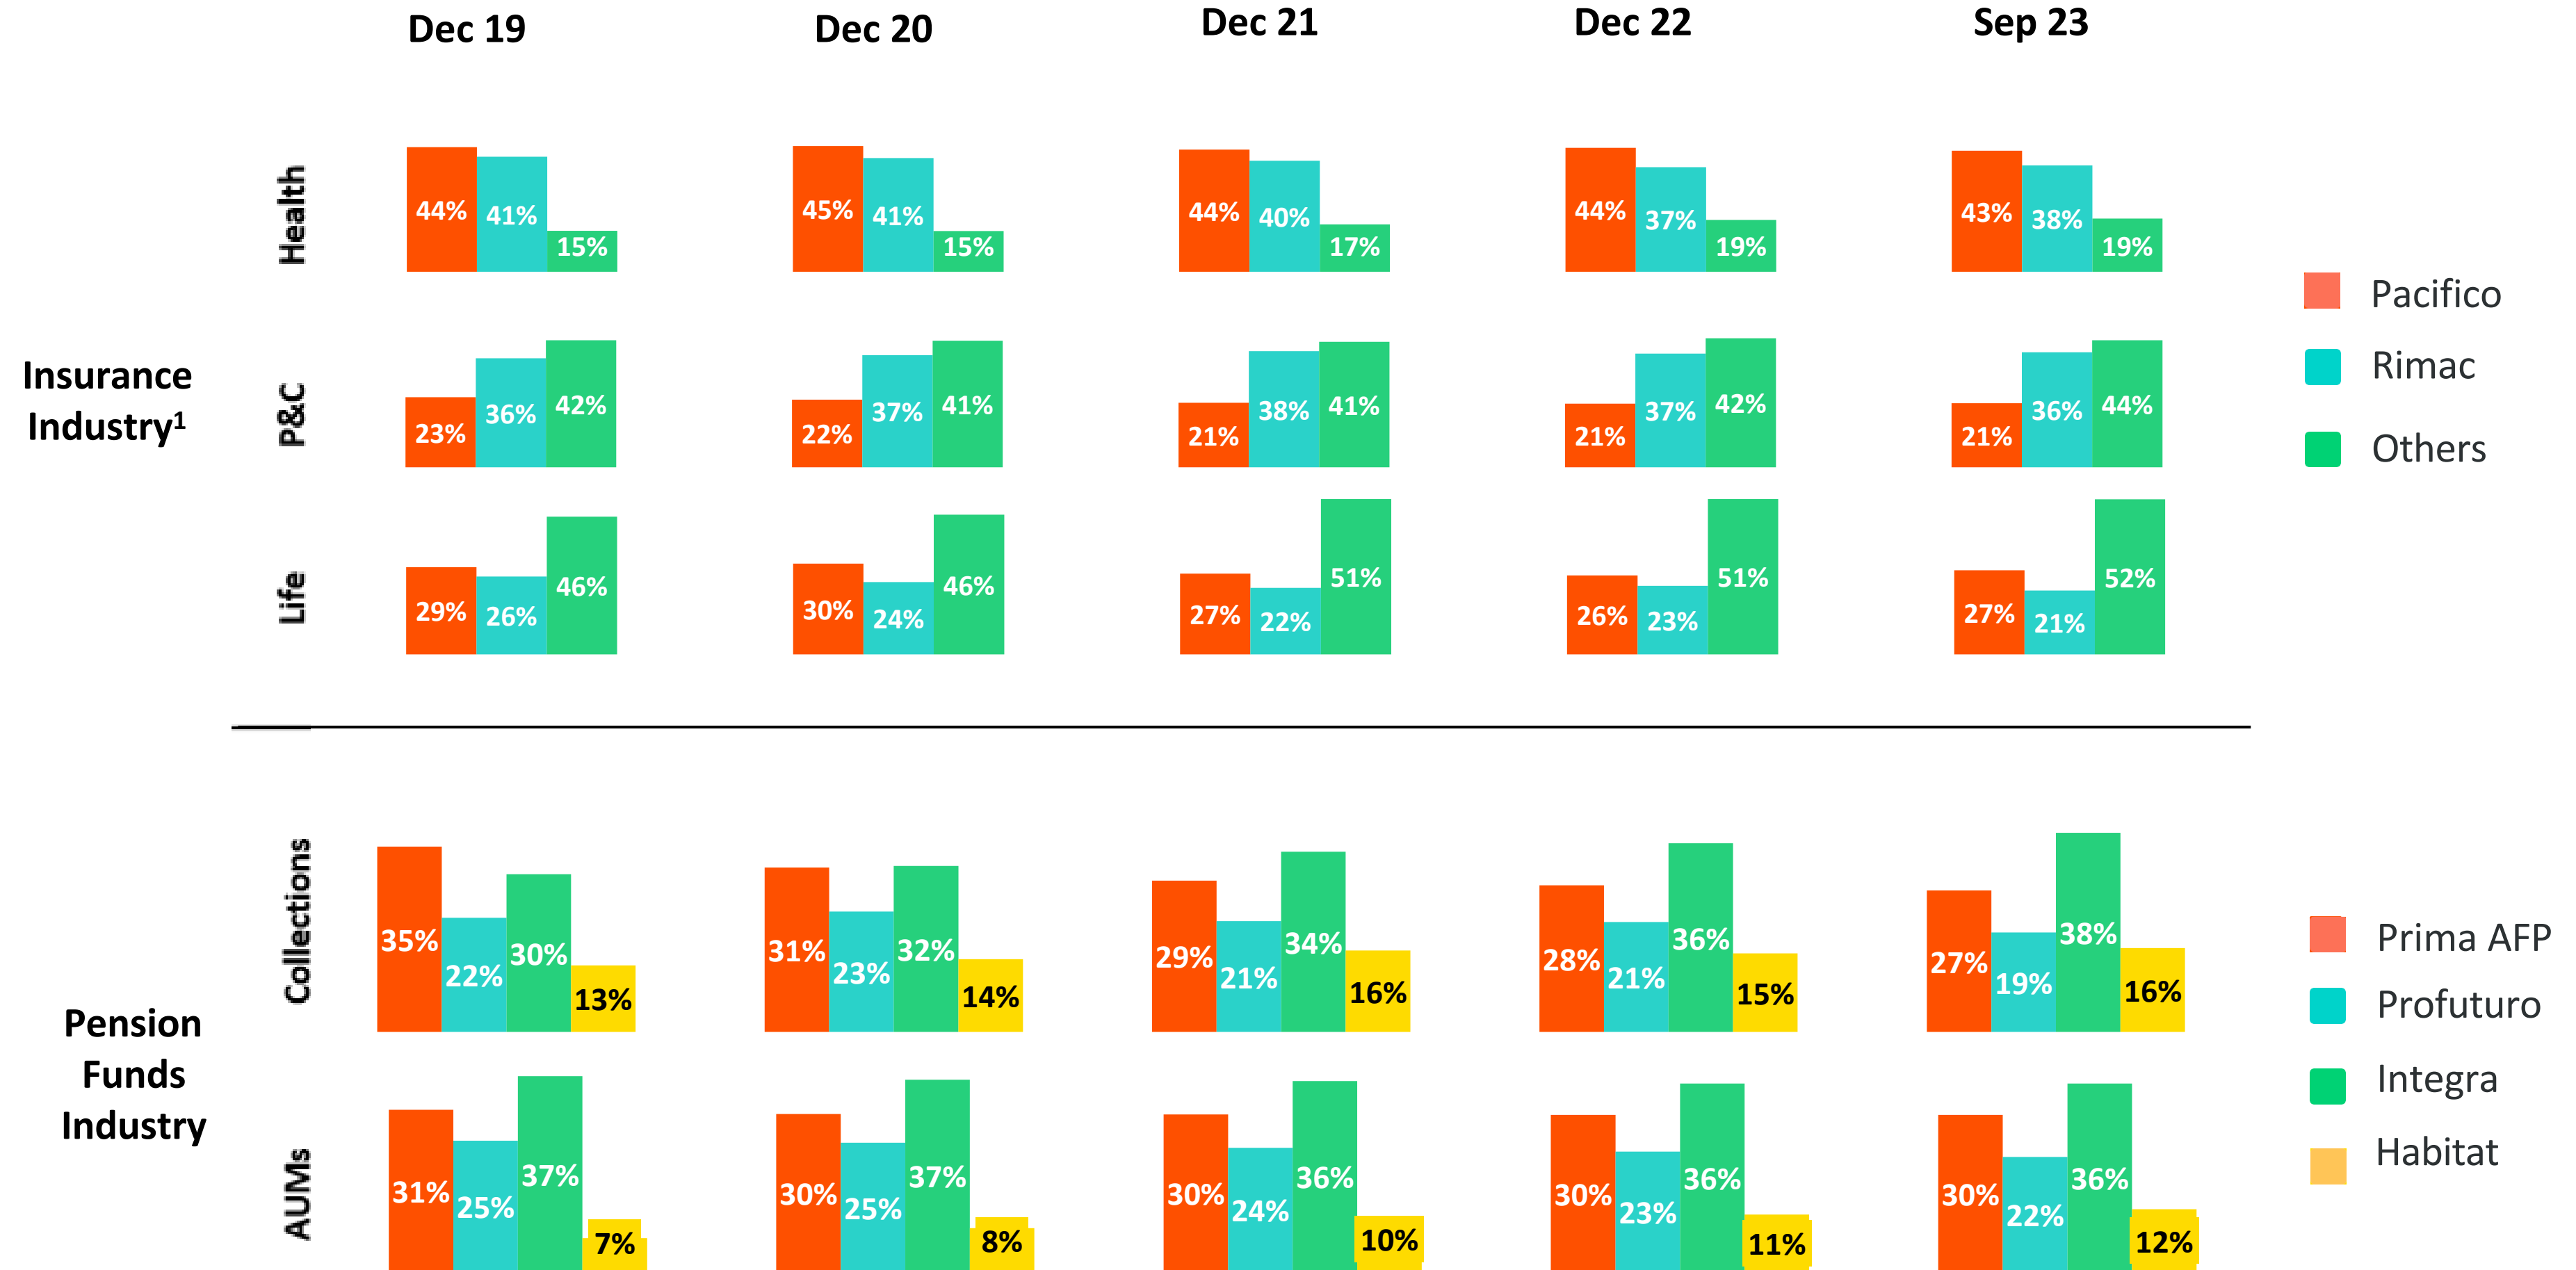 Dec 19 Dec 20 Dec 21 Dec 22 Sep 23
Health
44% 41% 15% 45% 41% 15% 44% 40% 17% 44% 37% 19% 43% 38% 19%
Insurance
Industry¹
P&C
23% 36% 42% 22% 37% 41% 21% 38% 41% 21% 37% 42% 21% 36% 44%
Life
29% 26% 46% 30% 24% 46% 27% 22% 51% 26% 23% 51% 27% 21% 52%
Pacifico
Rimac
Others
Pension
Funds
Industry
Collections
35% 22% 30% 13% 31% 23% 32% 14% 29% 21% 34% 16% 28% 21% 36% 15% 27% 19% 38% 16%
AUMs
31% 25% 37% 7% 30% 25% 37% 8% 30% 24% 36% 10% 30% 23% 36% 11% 30% 22% 36% 12%
Prima AFP
Profuturo
Integra
Habitat